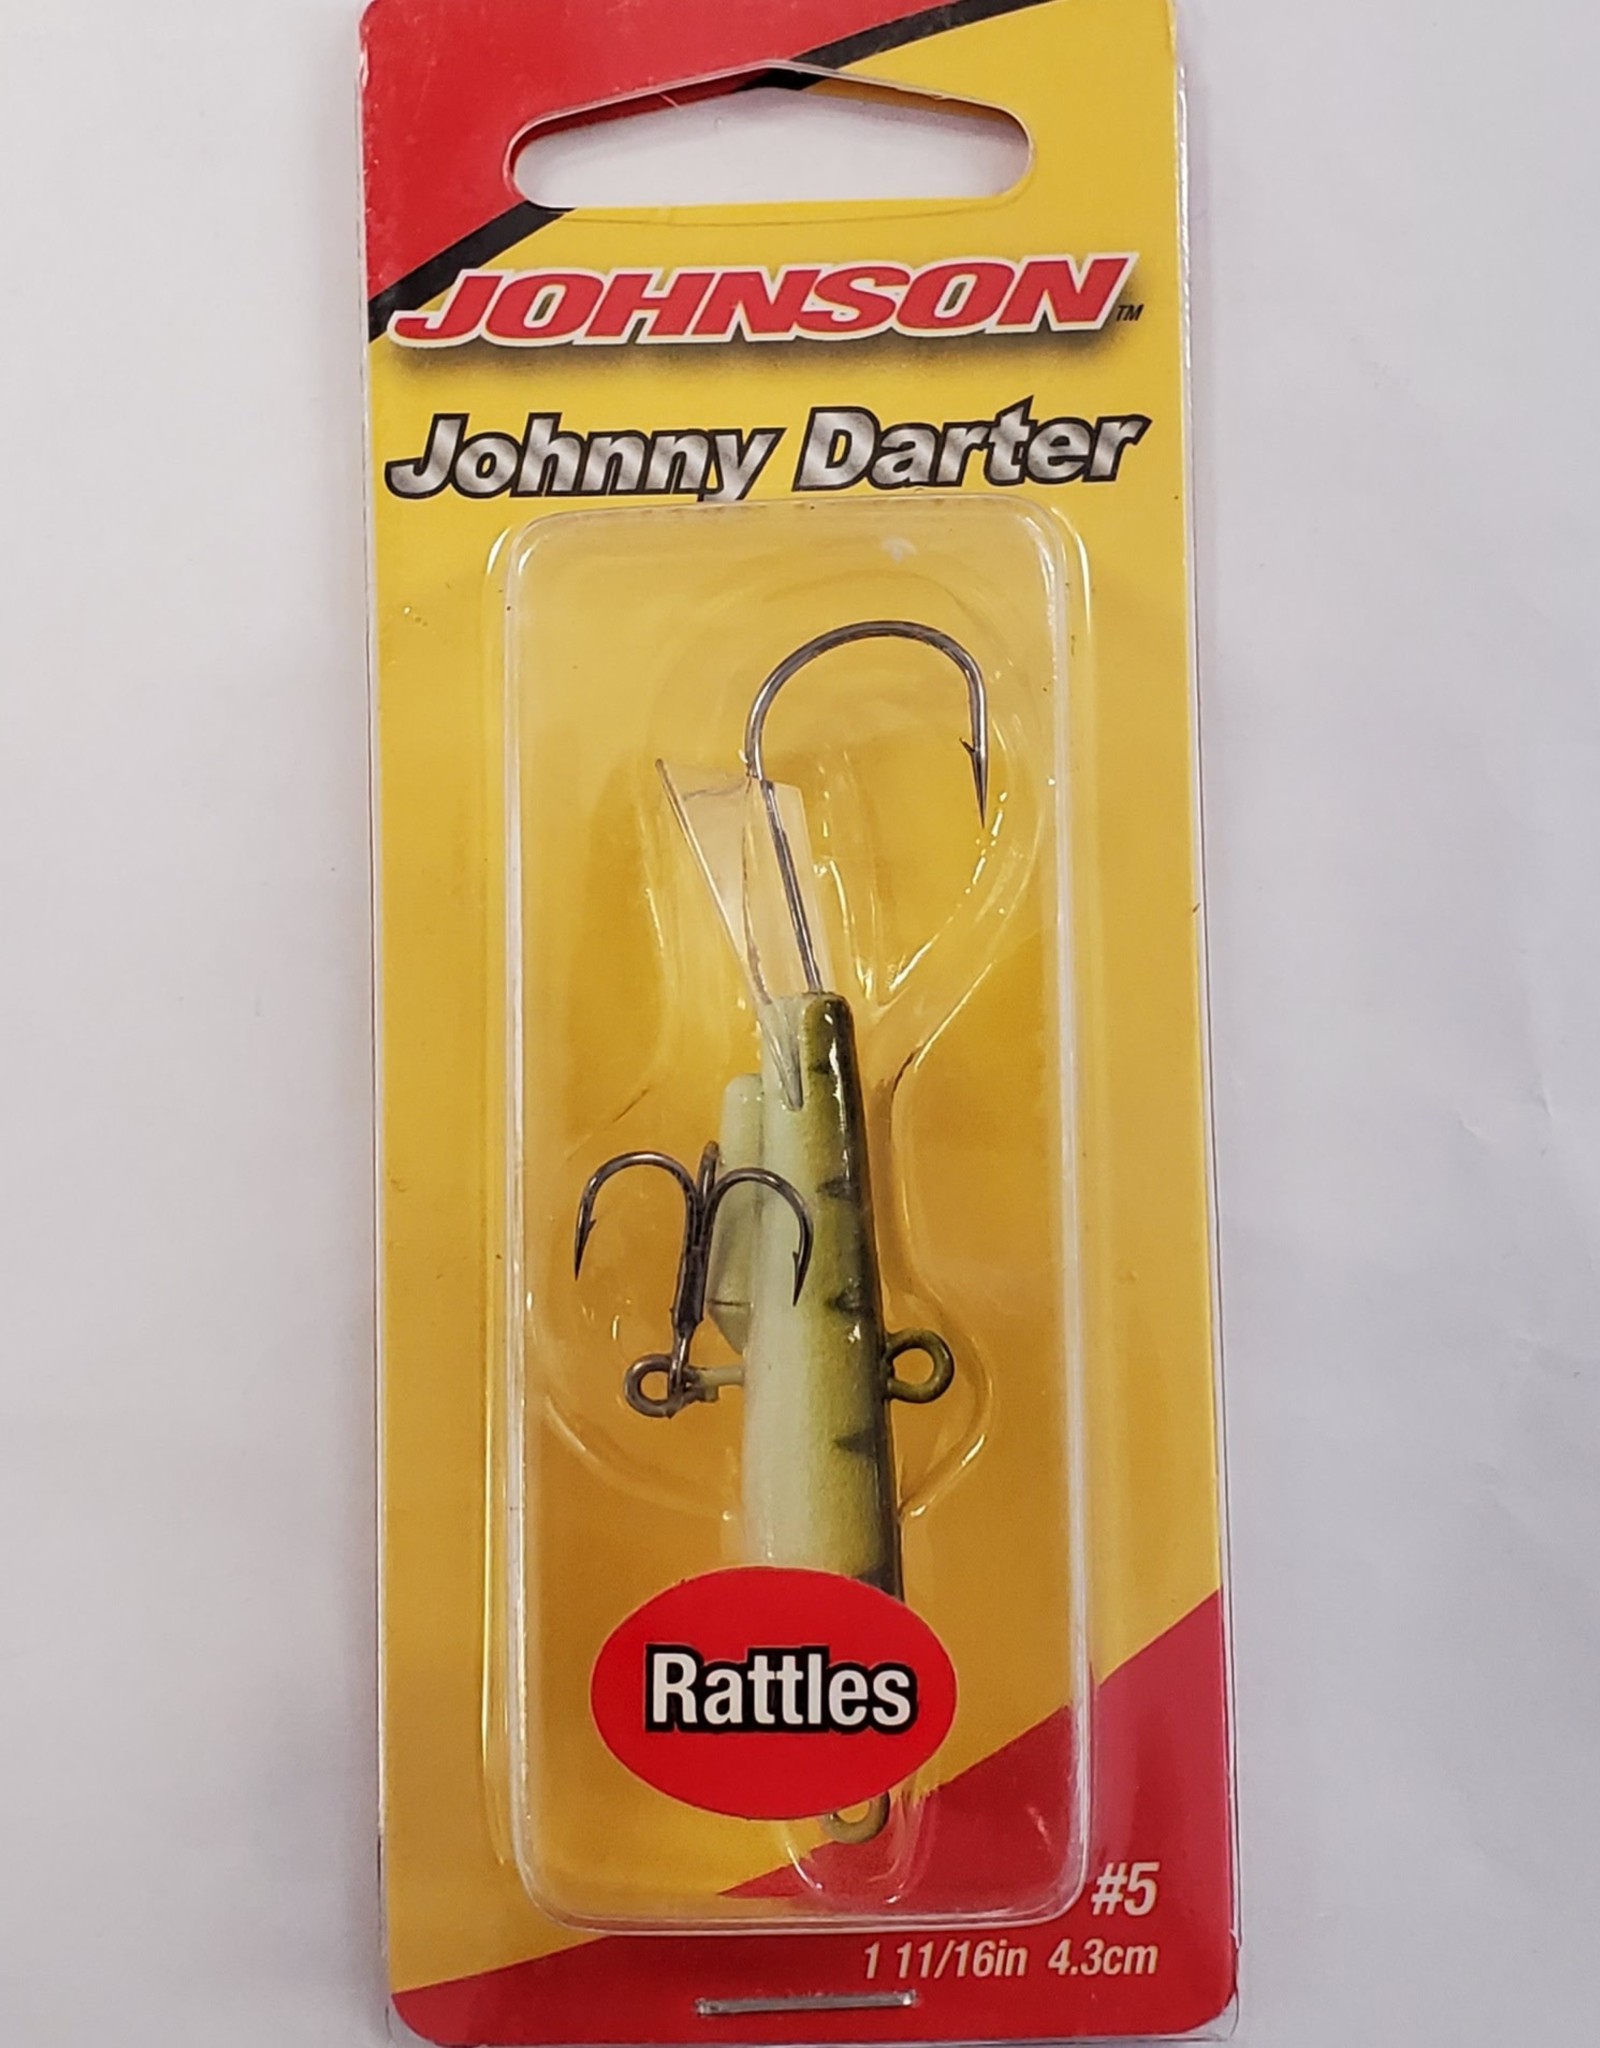 JOHNSON™
Johnny Darter
Rattles
#5
1 11/16in 4.3cm